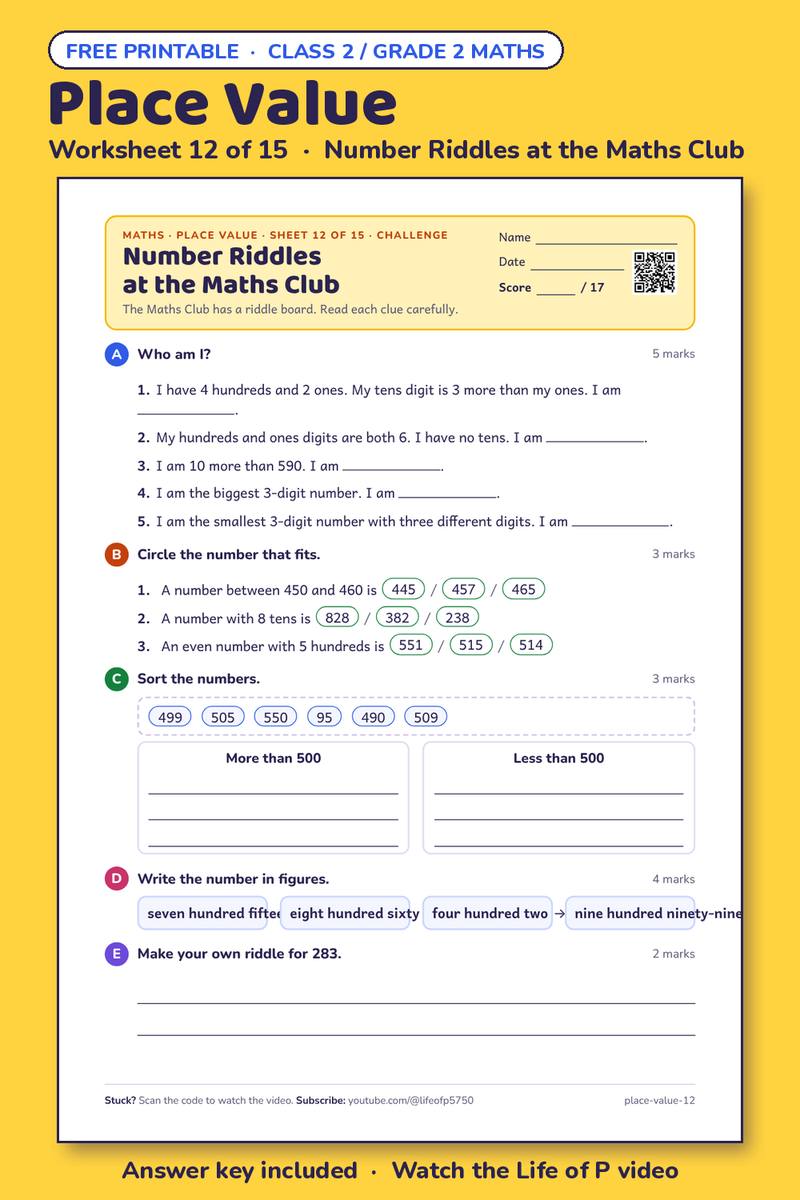 FREE PRINTABLE · CLASS 2 / GRADE 2 MATHS
Place Value
Worksheet 12 of 15 · Number Riddles at the Maths Club
MATHS · PLACE VALUE · SHEET 12 OF 15 · CHALLENGE
Number Riddles
at the Maths Club
The Maths Club has a riddle board. Read each clue carefully.
Name
Date
Score / 17
A Who am I? 5 marks
1. I have 4 hundreds and 2 ones. My tens digit is 3 more than my ones. I am
.
2. My hundreds and ones digits are both 6. I have no tens. I am .
3. I am 10 more than 590. I am .
4. I am the biggest 3-digit number. I am .
5. I am the smallest 3-digit number with three different digits. I am .
B Circle the number that fits. 3 marks
1. A number between 450 and 460 is 445 / 457 / 465
2. A number with 8 tens is 828 / 382 / 238
3. An even number with 5 hundreds is 551 / 515 / 514
C Sort the numbers. 3 marks
499 505 550 95 490 509
More than 500 Less than 500
D Write the number in figures. 4 marks
seven hundred eight hundred sixty four hundred two → nine hundred ninety-nine
E Make your own riddle for 283. 2 marks
Stuck? Scan the code to watch the video. Subscribe: youtube.com/@lifeofp5750 place-value-12
Answer key included · Watch the Life of P video